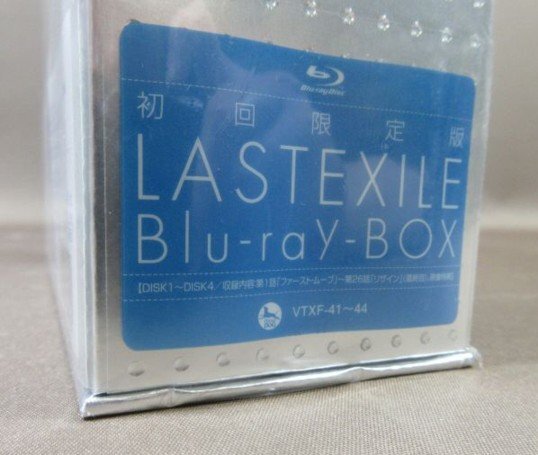 Blu-ray Disc
初回限定版
LASTEXILE
Blu-ray-BOX
【DISK1～DISK4／収録内容 第1話「ファースト・ムーブ」～第26話「リザイン」(最終回)、映像特典】
VTXF-41～44